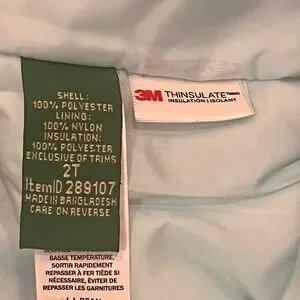 SHELL:
100% POLYESTER
LINING:
100% NYLON
INSULATION:
100% POLYESTER
EXCLUSIVE OF TRIMS
2T
ItemID 289107
MADE IN BANGLADESH
CARE ON REVERSE
3M THINSULATE
INSULATION | ISOLANT
BASSE TEMPÉRATURE,
SORTIR RAPIDEMENT
REPASSER À FER TIÈDE SI
NÉCESSAIRE, ÉVITER DE
REPASSER LES GARNITURES